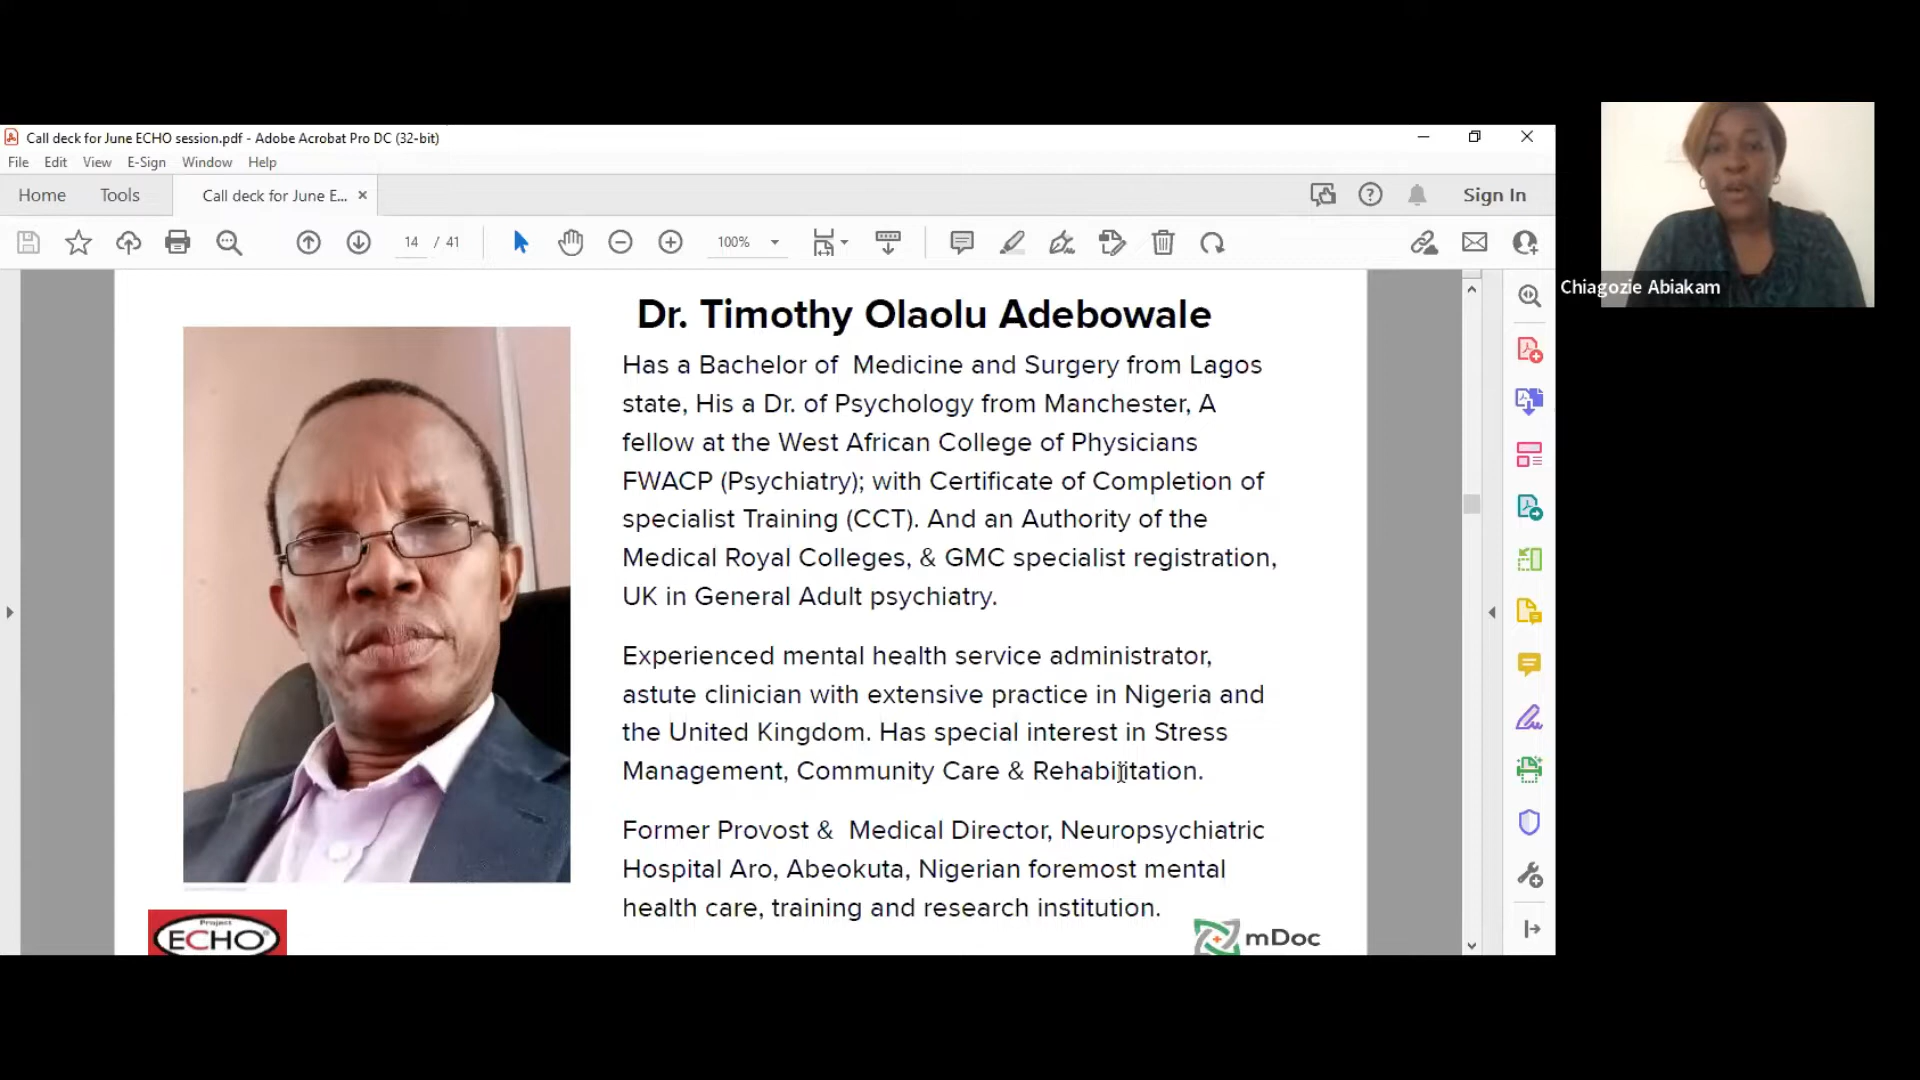 Call deck for June ECHO session.pdf - Adobe Acrobat Pro DC (32-bit)
File Edit View E-Sign Window Help
Home Tools Call deck for June E... Sign In
14 / 41 100%
Dr. Timothy Olaolu Adebowale
Has a Bachelor of Medicine and Surgery from Lagos
state, His a Dr. of Psychology from Manchester, A
fellow at the West African College of Physicians
FWACP (Psychiatry); with Certificate of Completion of
specialist Training (CCT). And an Authority of the
Medical Royal Colleges, & GMC specialist registration,
UK in General Adult psychiatry.
Experienced mental health service administrator,
astute clinician with extensive practice in Nigeria and
the United Kingdom. Has special interest in Stress
Management, Community Care & Rehabilitation.
Former Provost & Medical Director, Neuropsychiatric
Hospital Aro, Abeokuta, Nigerian foremost mental
health care, training and research institution.
Project
ECHO®
mDoc
Chiagozie Abiakam